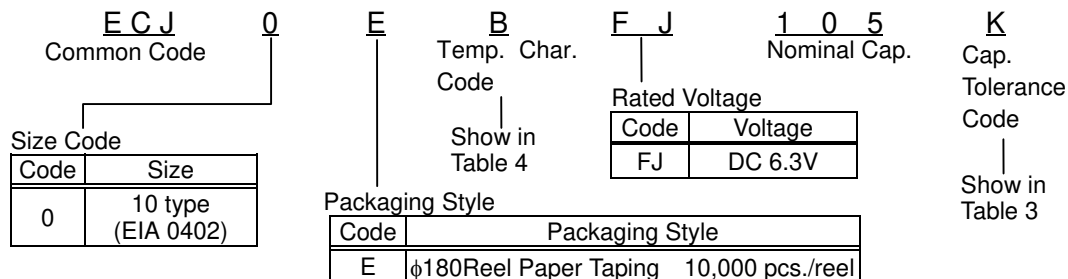 E C J 0 E B F J 1 0 5 K
Common Code
Temp. Char. Code
Nominal Cap.
Cap. Tolerance Code
Size Code
Code Size
0 10 type (EIA 0402)
Show in Table 4
Rated Voltage
Code Voltage
FJ DC 6.3V
Show in Table 3
Packaging Style
Code Packaging Style
E ϕ180Reel Paper Taping 10,000 pcs./reel